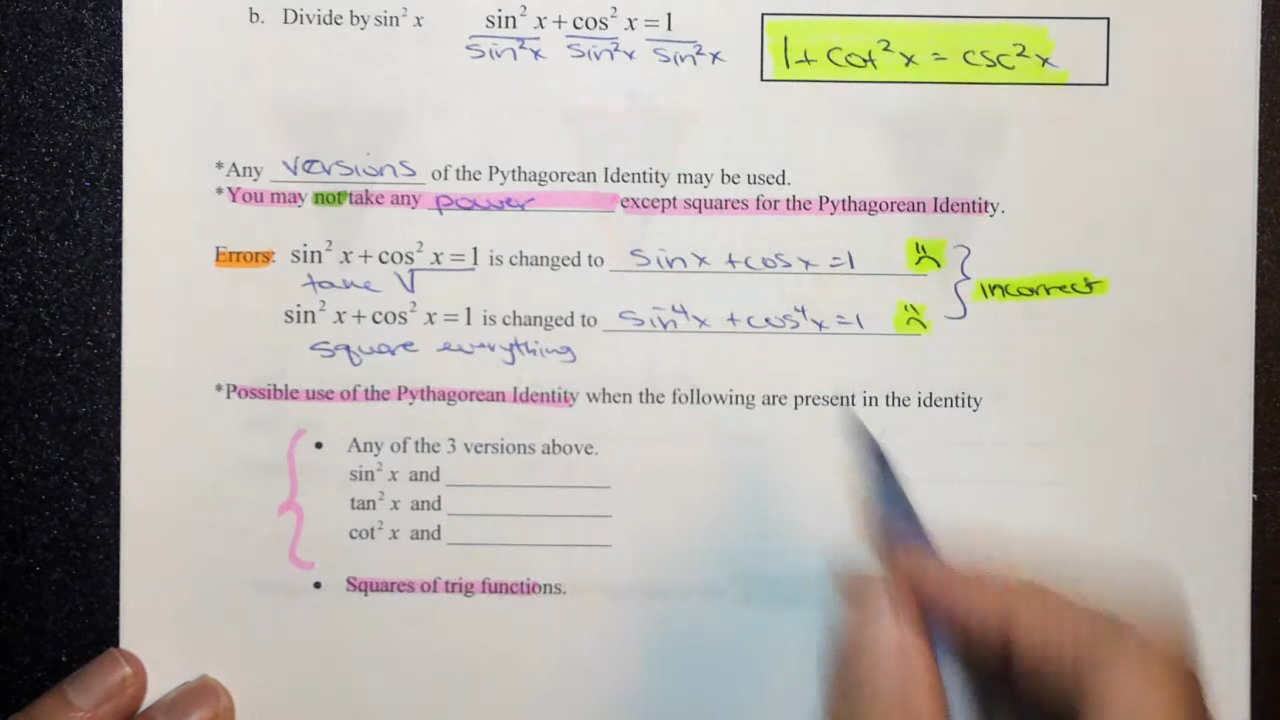 b. Divide by sin² x sin² x + cos² x = 1 1 + cot²x = csc²x
sin²x sin²x sin²x
*Any versions of the Pythagorean Identity may be used.
*You may not take any power except squares for the Pythagorean Identity.
Errors: sin² x + cos² x = 1 is changed to sinx + cosx = 1
take √ incorrect
sin² x + cos² x = 1 is changed to sin⁴x + cos⁴x = 1
square everything
*Possible use of the Pythagorean Identity when the following are present in the identity
• Any of the 3 versions above.
sin² x and
tan² x and
cot² x and
• Squares of trig functions.